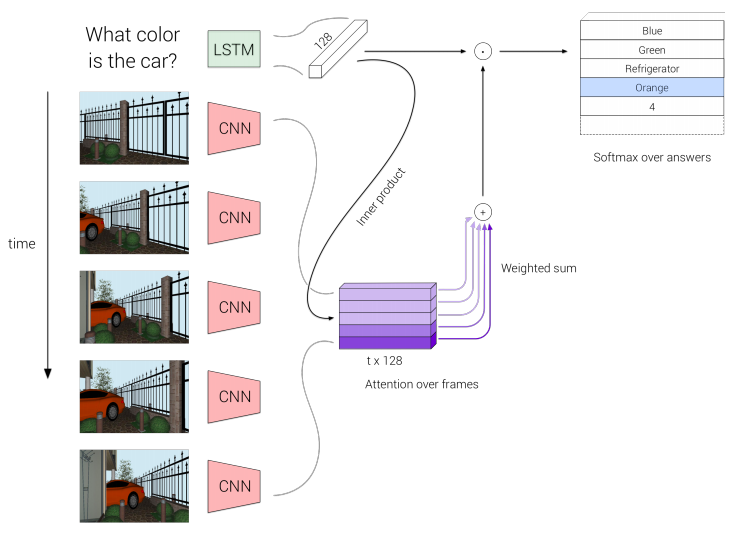 What color
is the car?
LSTM
128
Blue
Green
Refrigerator
Orange
4
Softmax over answers
CNN
CNN
time
CNN
CNN
CNN
Inner product
Weighted sum
t x 128
Attention over frames